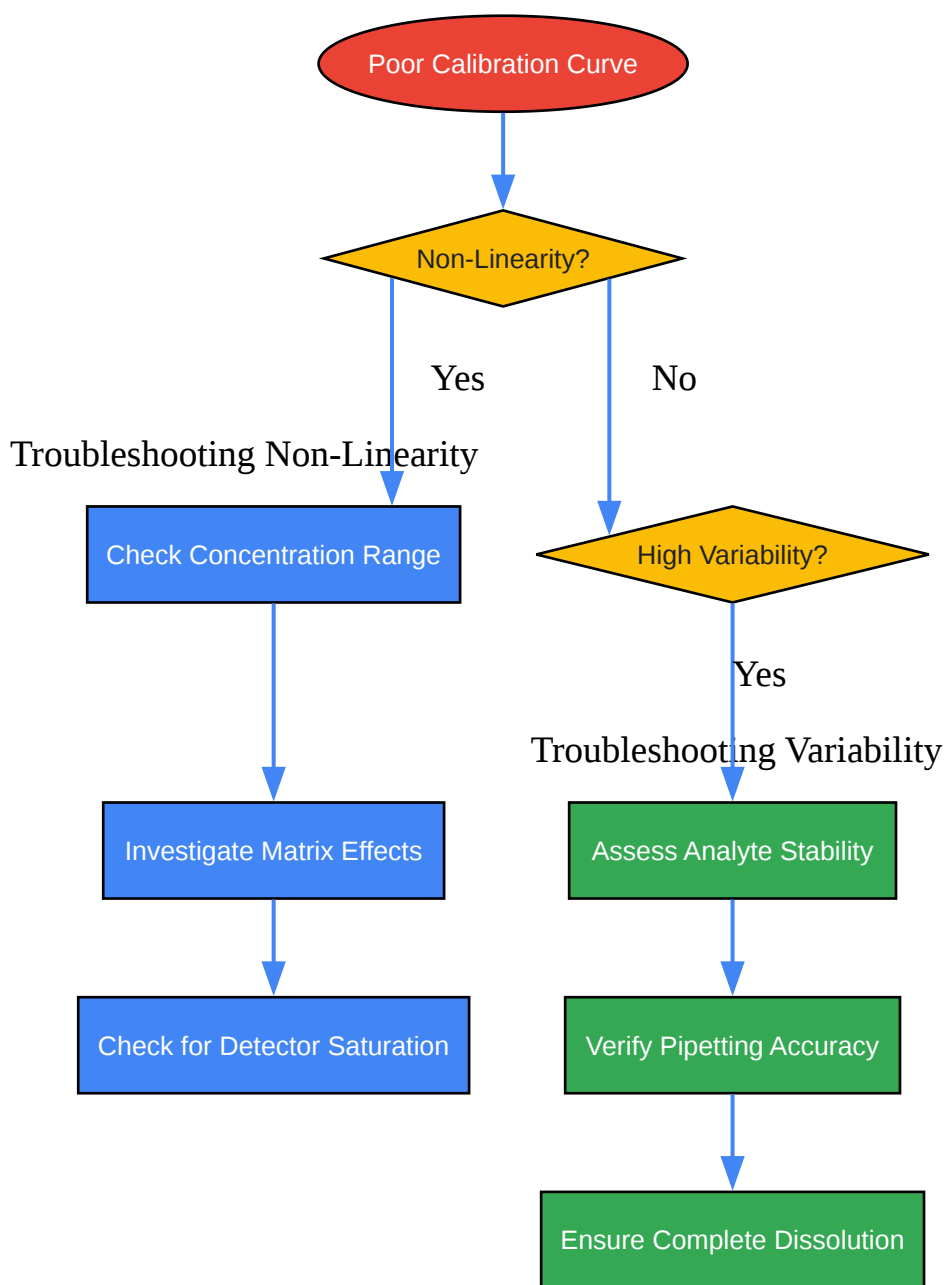 Poor Calibration Curve
Non-Linearity?
Yes
No
Troubleshooting Non-Linearity
Check Concentration Range
High Variability?
Yes
Troubleshooting Variability
Investigate Matrix Effects
Assess Analyte Stability
Check for Detector Saturation
Verify Pipetting Accuracy
Ensure Complete Dissolution